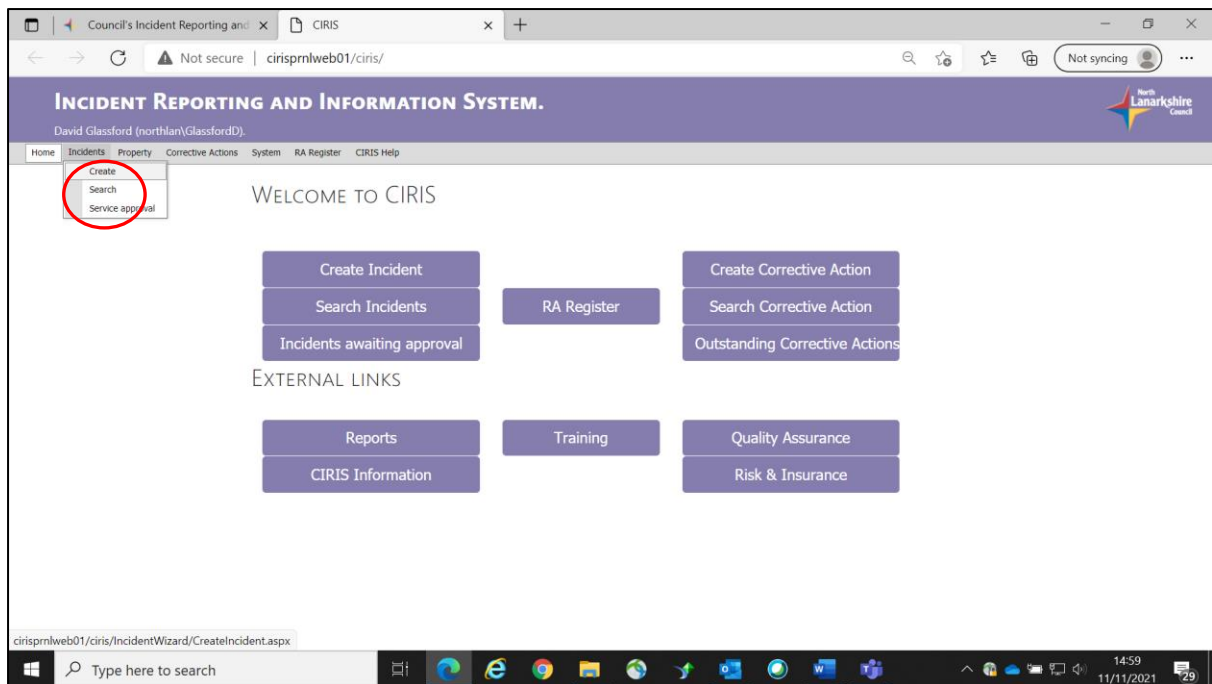 Council's Incident Reporting and
CIRIS
Not secure | cirisprnlweb01/ciris/
Not syncing
INCIDENT REPORTING AND INFORMATION SYSTEM.
North
Lanarkshire
Council
David Glassford (northlan\GlassfordD).
Home Incidents Property Corrective Actions System RA Register CIRIS Help
Create
Search
Service approval
WELCOME TO CIRIS
Create Incident
Create Corrective Action
Search Incidents
RA Register
Search Corrective Action
Incidents awaiting approval
Outstanding Corrective Actions
EXTERNAL LINKS
Reports
Training
Quality Assurance
CIRIS Information
Risk & Insurance
cirisprnlweb01/ciris/IncidentWizard/CreateIncident.aspx
Type here to search
14:59
11/11/2021
29